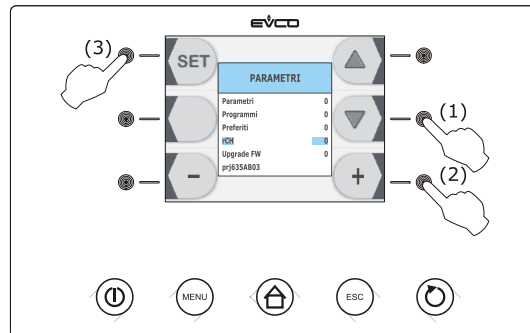 EVCO
(3)
SET
PARAMETRI
Parametri 0
Programmi 0
Preferiti 0
rCH 0
Upgrade FW 0
prj635AB03
(1)
(2)
-
+
MENU
ESC